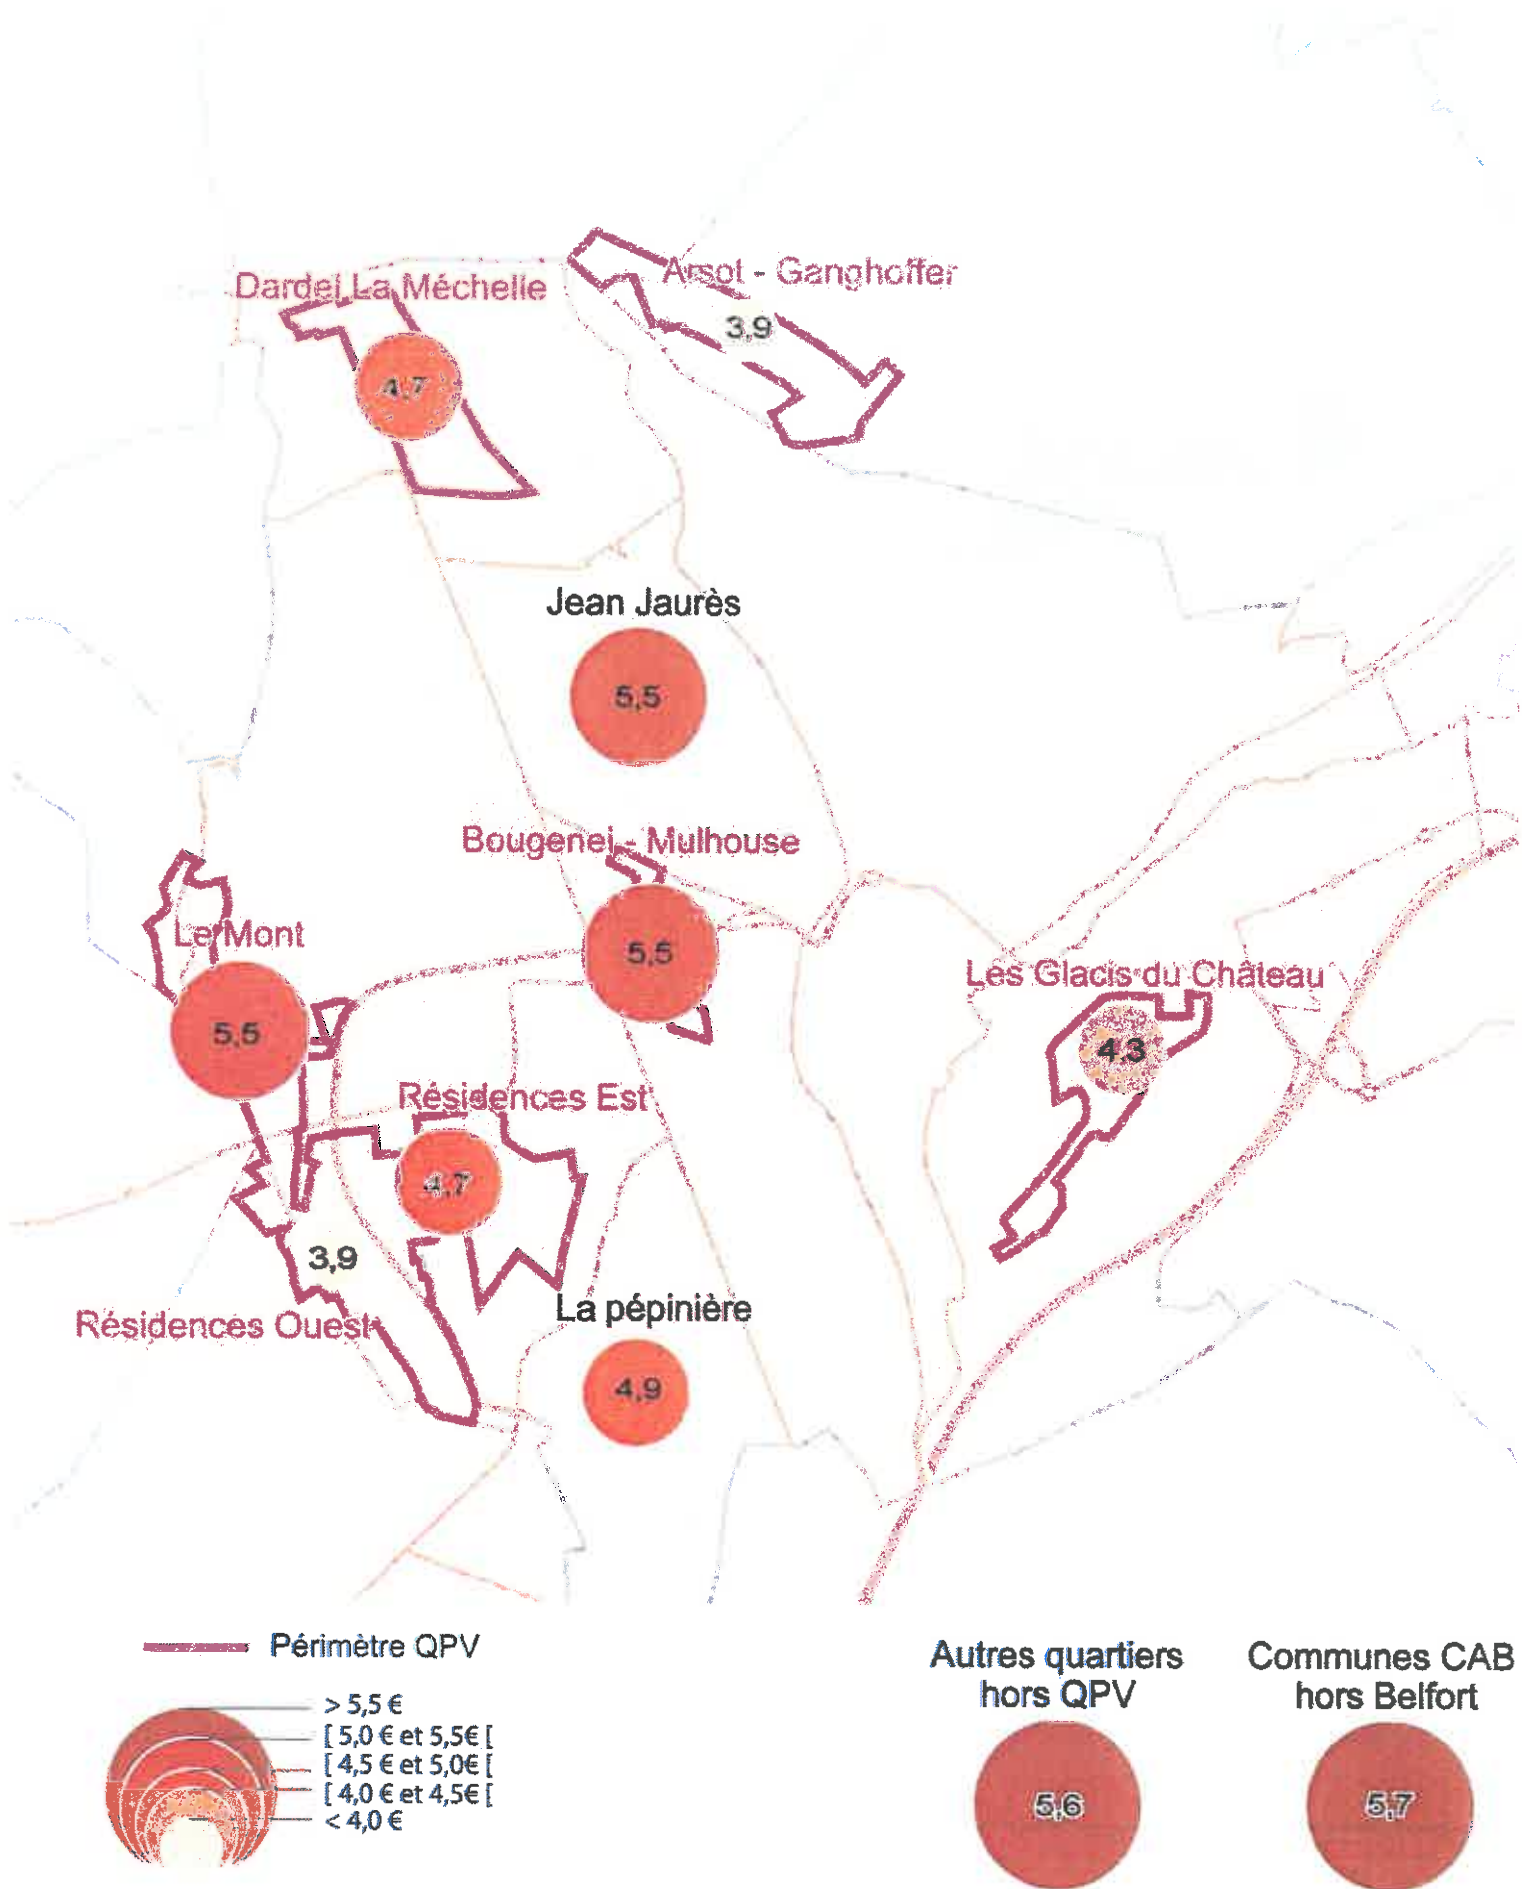 Arsot - Ganghoffer
Dardel La Méchelle
3,9
4,7
Jean Jaurès
5,5
Bougenel - Mulhouse
Le Mont
5,5
Les Glacis du Château
5,5
4,3
Résidences Est
4,7
3,9
La pépinière
Résidences Ouest
4,9
Périmètre QPV
> 5,5 €
[ 5,0 € et 5,5€ [
[ 4,5 € et 5,0€ [
[ 4,0 € et 4,5€ [
< 4,0 €
Autres quartiers
hors QPV
5,6
Communes CAB
hors Belfort
5,7